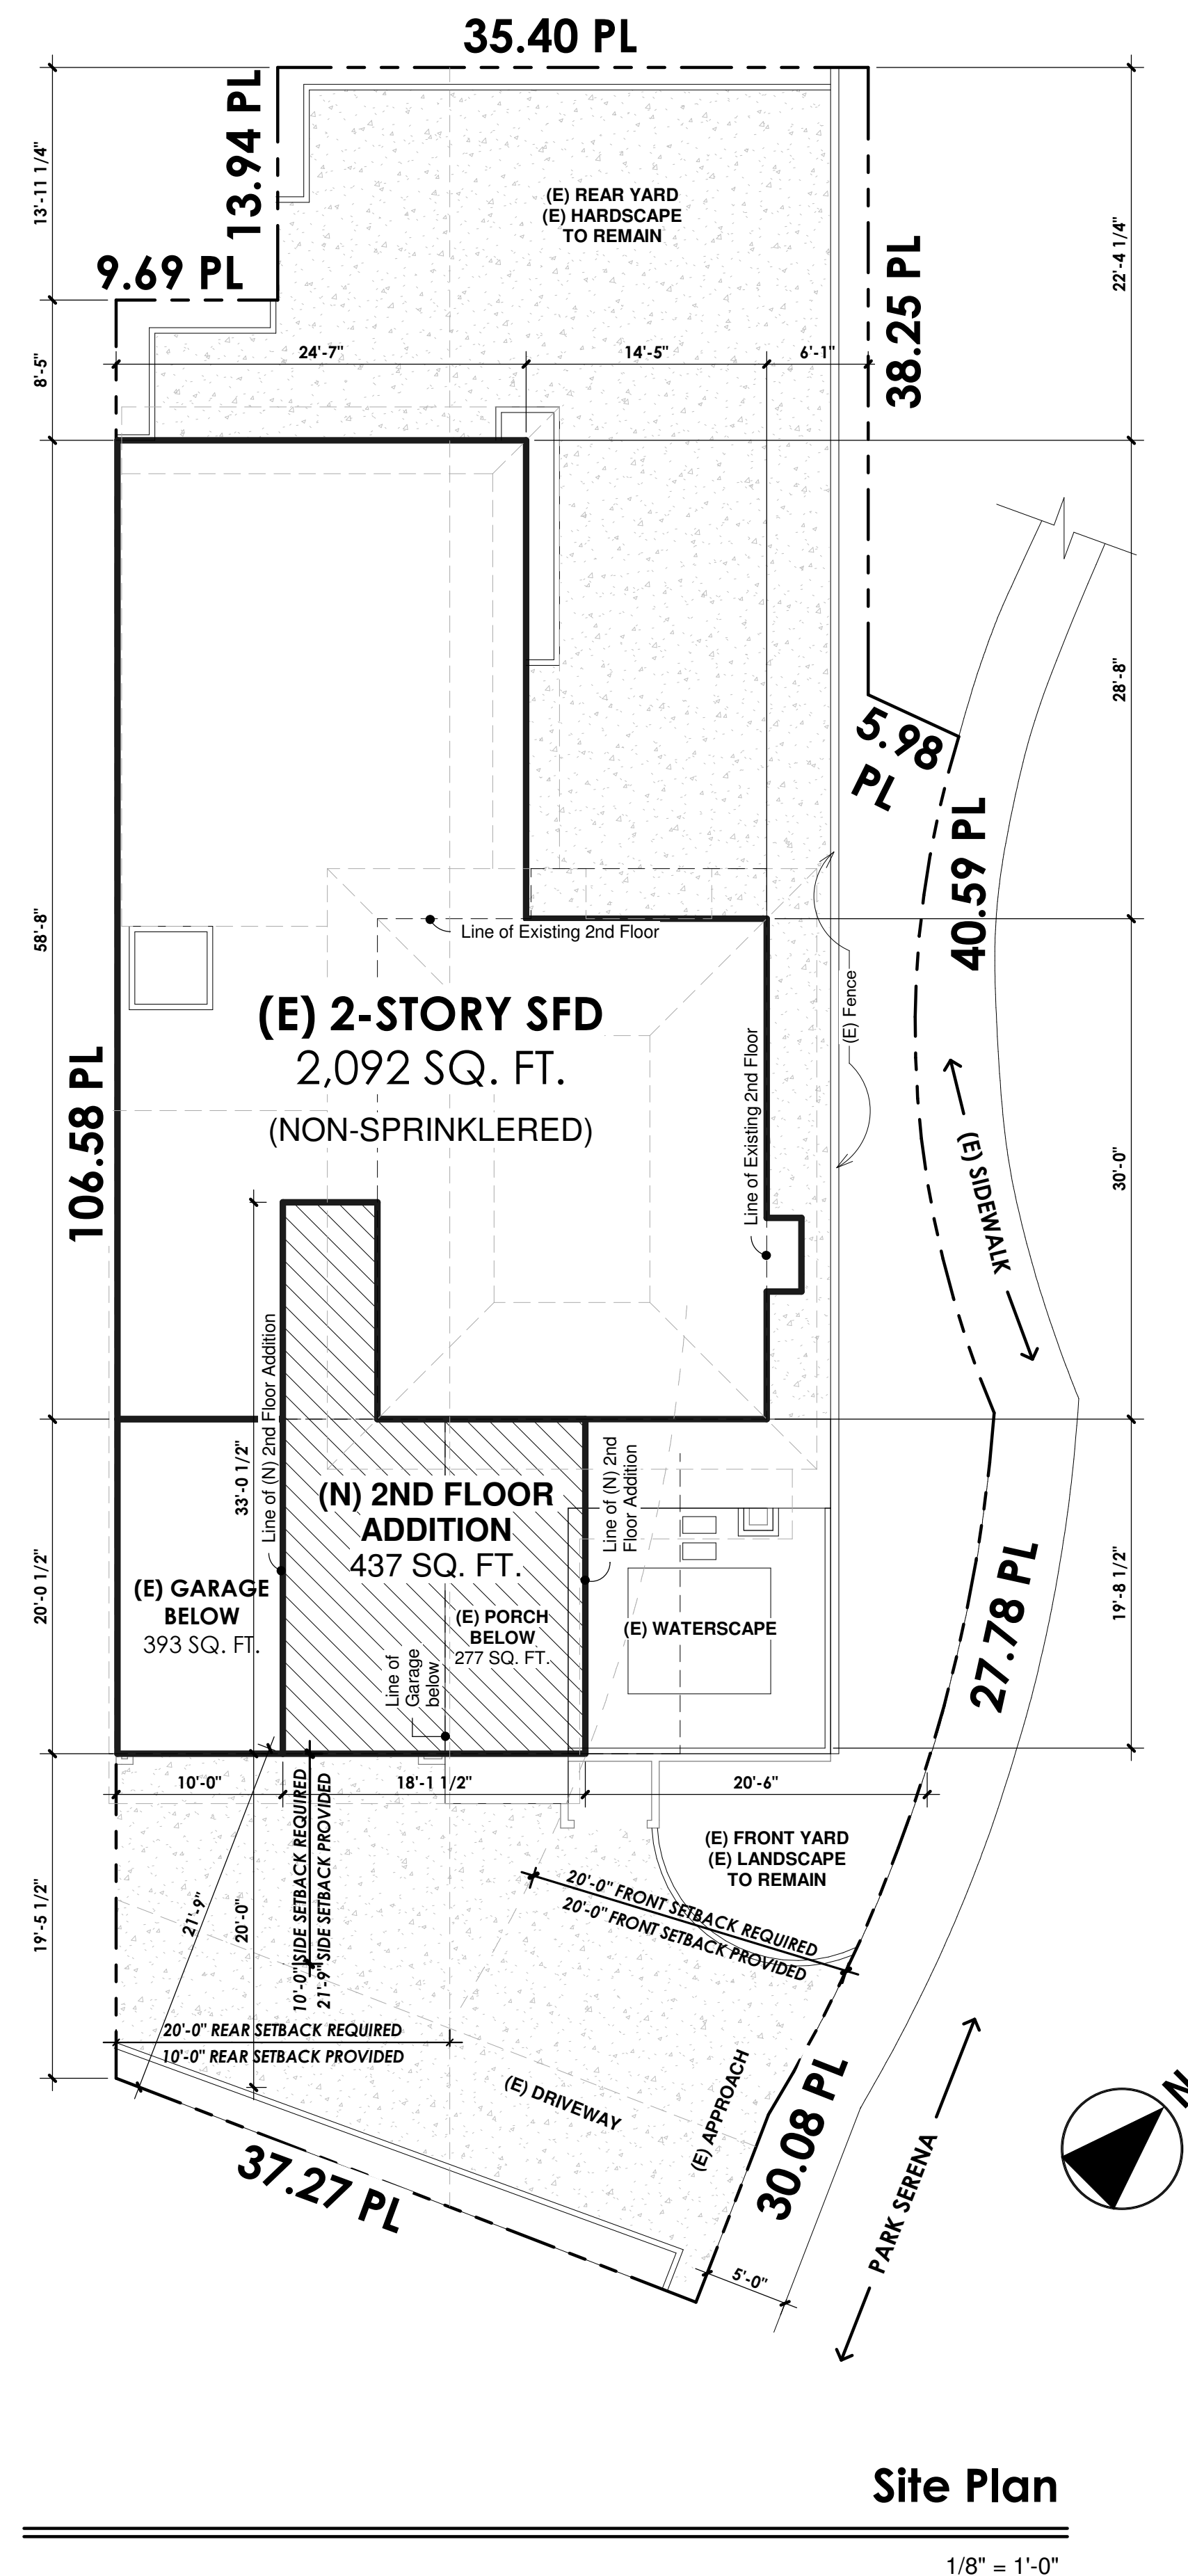 35.40 PL
13.94 PL
13'-11 1/4"
9.69 PL
(E) REAR YARD
(E) HARDSCAPE
TO REMAIN
22'-4 1/4"
38.25 PL
8'-5"
24'-7"
14'-5"
6'-1"
28'-8"
5.98
PL
40.59 PL
58'-8"
Line of Existing 2nd Floor
(E) 2-STORY SFD
2,092 SQ. FT.
(NON-SPRINKLERED)
(E) Fence
Line of Existing 2nd Floor
106.58 PL
(E) SIDEWALK
30'-0"
Line of (N) 2nd Floor Addition
33'-0 1/2"
(N) 2ND FLOOR
ADDITION
437 SQ. FT.
Line of (N) 2nd
Floor Addition
20'-0 1/2"
(E) GARAGE
BELOW
393 SQ. FT.
(E) PORCH
BELOW
277 SQ. FT.
Line of
Garage
below
(E) WATERSCAPE
19'-8 1/2"
27.78 PL
10'-0"
18'-1 1/2"
20'-6"
10'-0" SIDE SETBACK REQUIRED
21'-9" SIDE SETBACK PROVIDED
(E) FRONT YARD
(E) LANDSCAPE
TO REMAIN
20'-0" FRONT SETBACK REQUIRED
20'-0" FRONT SETBACK PROVIDED
19'-5 1/2"
21'-9"
20'-0"
20'-0" REAR SETBACK REQUIRED
10'-0" REAR SETBACK PROVIDED
(E) DRIVEWAY
(E) APPROACH
30.08 PL
37.27 PL
5'-0"
PARK SERENA
N
Site Plan
1/8" = 1'-0"